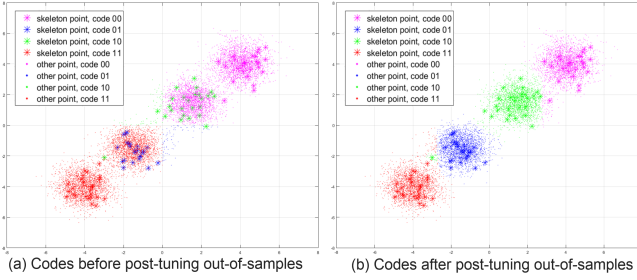 skeleton point, code 00
skeleton point, code 01
skeleton point, code 10
skeleton point, code 11
other point, code 00
other point, code 01
other point, code 10
other point, code 11
(a) Codes before post-tuning out-of-samples
skeleton point, code 00
skeleton point, code 01
skeleton point, code 10
skeleton point, code 11
other point, code 00
other point, code 01
other point, code 10
other point, code 11
(b) Codes after post-tuning out-of-samples